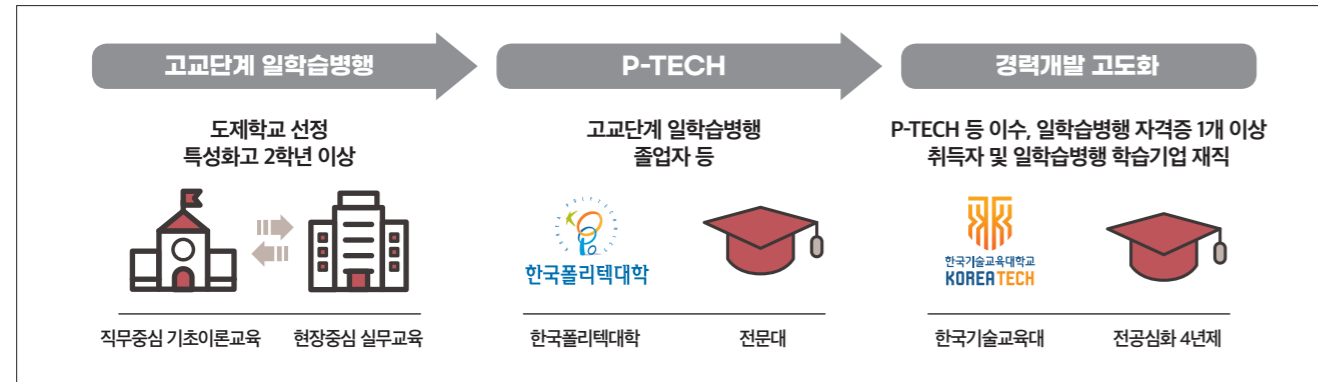 고교단계 일학습병행
P-TECH
경력개발 고도화
도제학교 선정
특성화고 2학년 이상
고교단계 일학습병행
졸업자 등
P-TECH 등 이수, 일학습병행 자격증 1개 이상
취득자 및 일학습병행 학습기업 재직
한국폴리텍대학
한국기술교육대학교
KOREATECH
직무중심 기초이론교육
현장중심 실무교육
한국폴리텍대학
전문대
한국기술교육대
전공심화 4년제